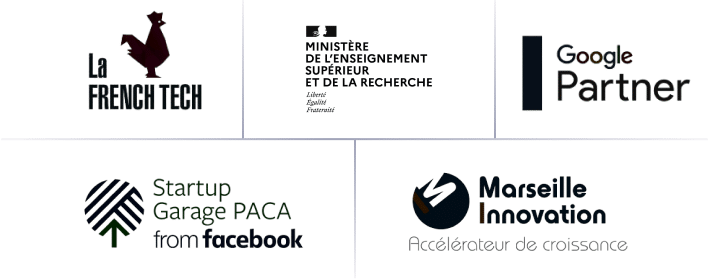 La
FRENCH TECH
MINISTÈRE
DE L'ENSEIGNEMENT
SUPÉRIEUR
ET DE LA RECHERCHE
Liberté
Égalité
Fraternité
Google
Partner
Startup
Garage PACA
from facebook
Marseille
Innovation
Accélérateur de croissance